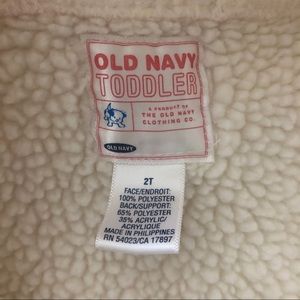 OLD NAVY
TODDLER
A PRODUCT OF
THE OLD NAVY
CLOTHING CO.
OLD NAVY
2T
FACE/ENDROIT:
100% POLYESTER
BACK/SUPPORT:
65% POLYESTER
35% ACRYLIC/
ACRYLIQUE
MADE IN PHILIPPINES
RN 54023/CA 17897